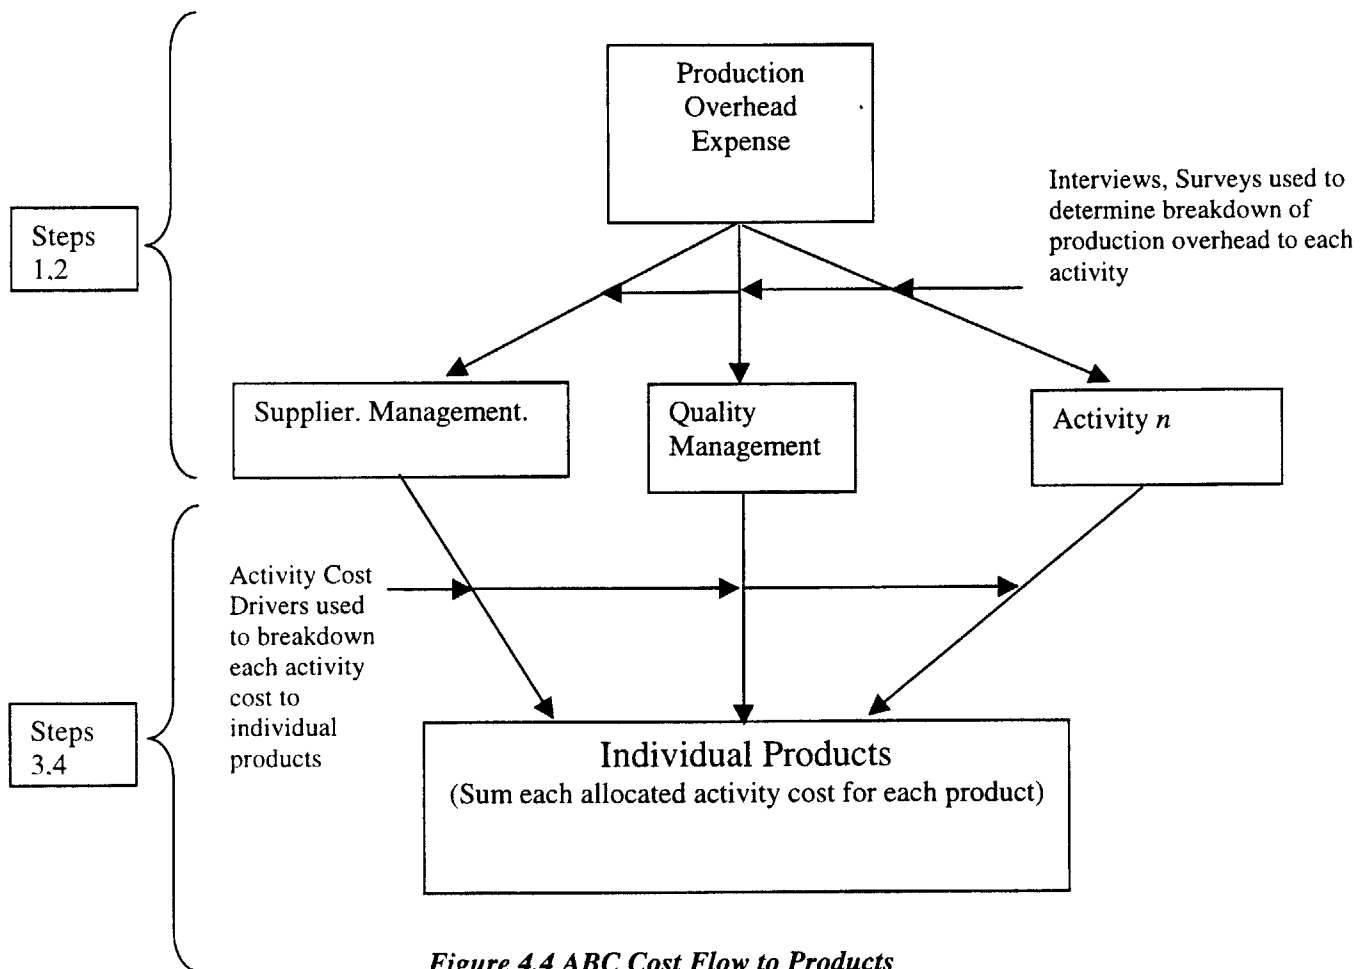 Production
Overhead
Expense
Interviews, Surveys used to
determine breakdown of
production overhead to each
activity
Steps
1,2
Supplier. Management.
Quality
Management
Activity n
Activity Cost
Drivers used
to breakdown
each activity
cost to
individual
products
Steps
3,4
Individual Products
(Sum each allocated activity cost for each product)
Figure 4.4 ABC Cost Flow to Products